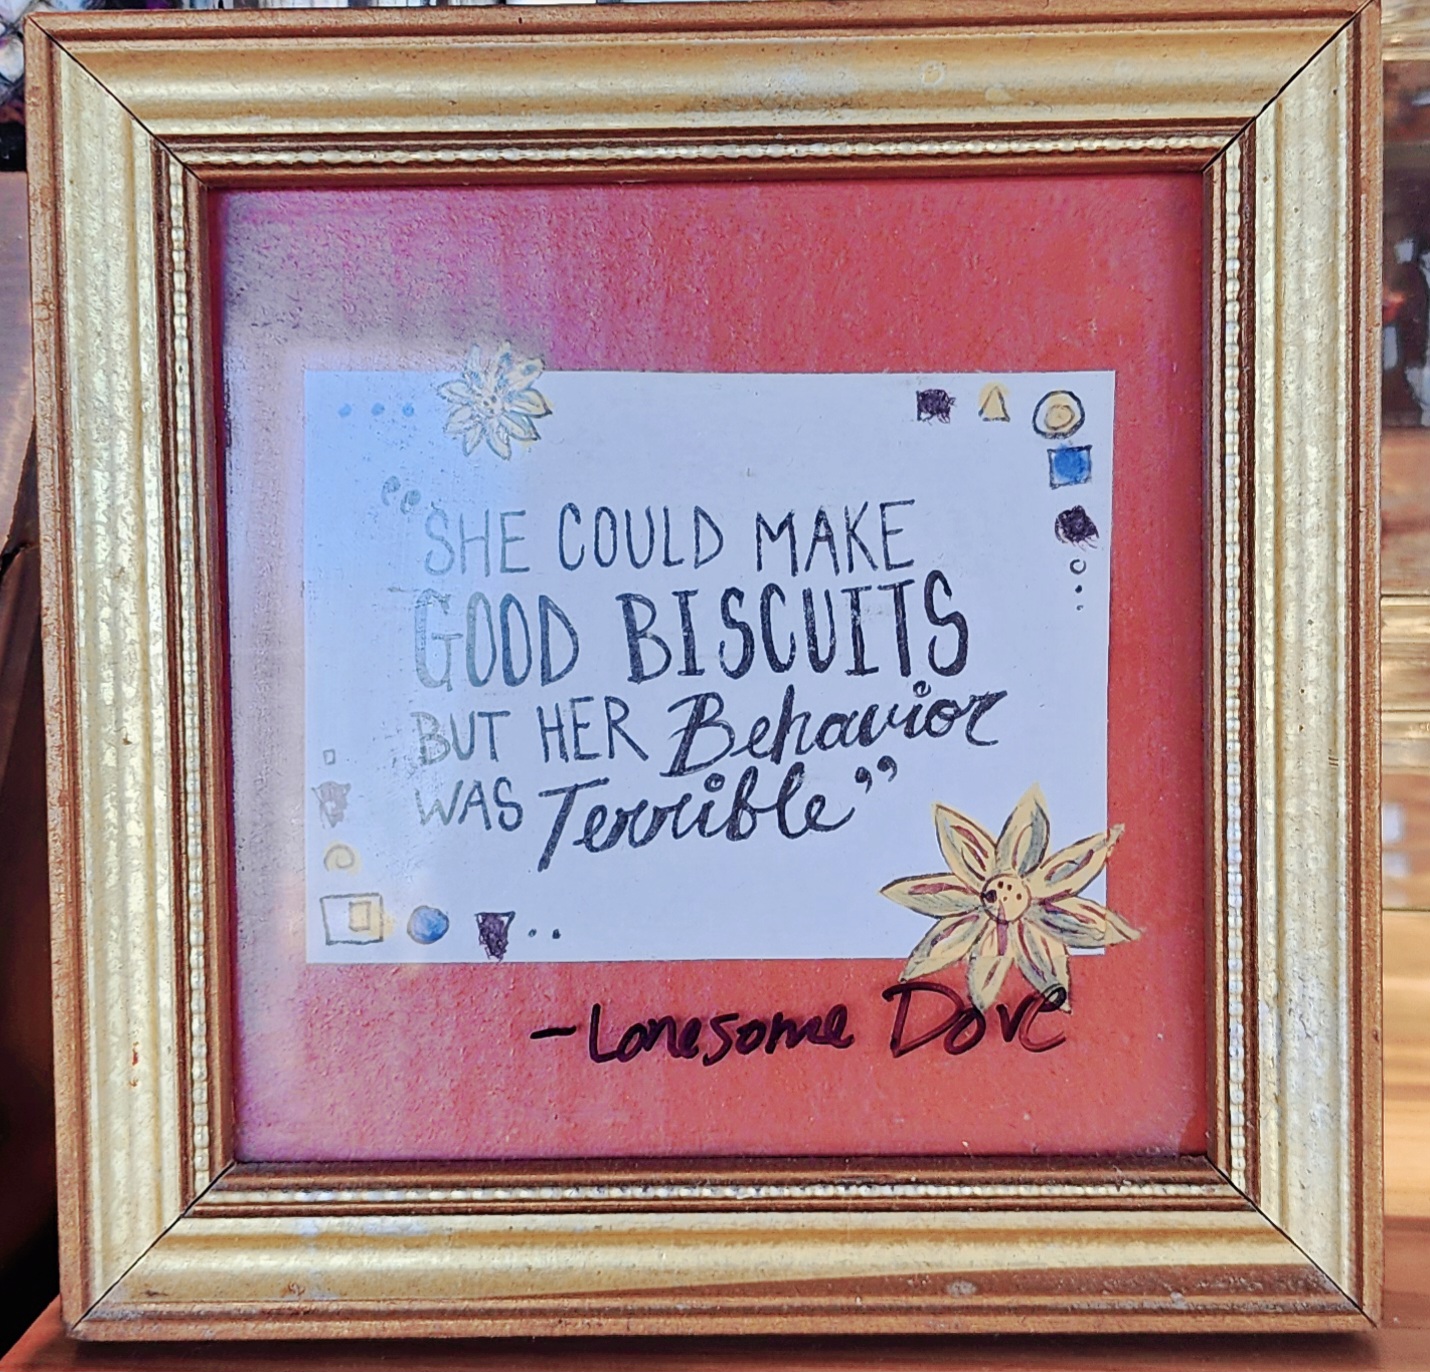 "SHE COULD MAKE
GOOD BISCUITS
BUT HER Behavior
WAS Terrible"
-Lonesome Dove